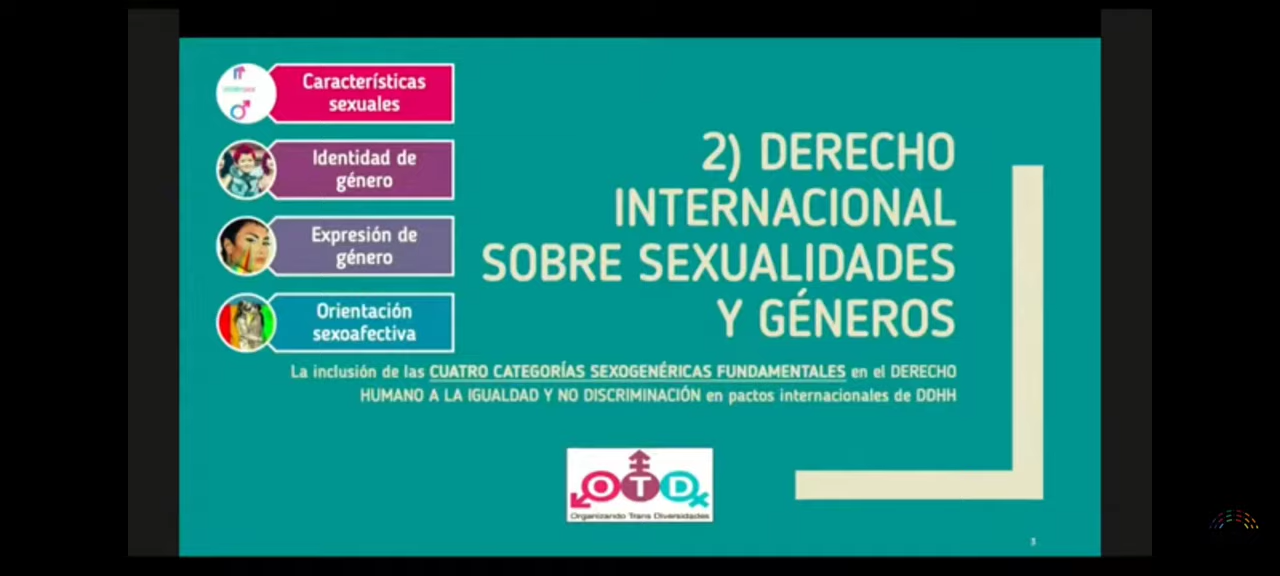 Características
sexuales
Identidad de
género
Expresión de
género
Orientación
sexoafectiva
2) DERECHO
INTERNACIONAL
SOBRE SEXUALIDADES
Y GÉNEROS
La inclusión de las CUATRO CATEGORÍAS SEXOGENÉRICAS FUNDAMENTALES en el DERECHO
HUMANO A LA IGUALDAD Y NO DISCRIMINACIÓN en pactos internacionales de DDHH
OTD
Organizando Trans Diversidades
3